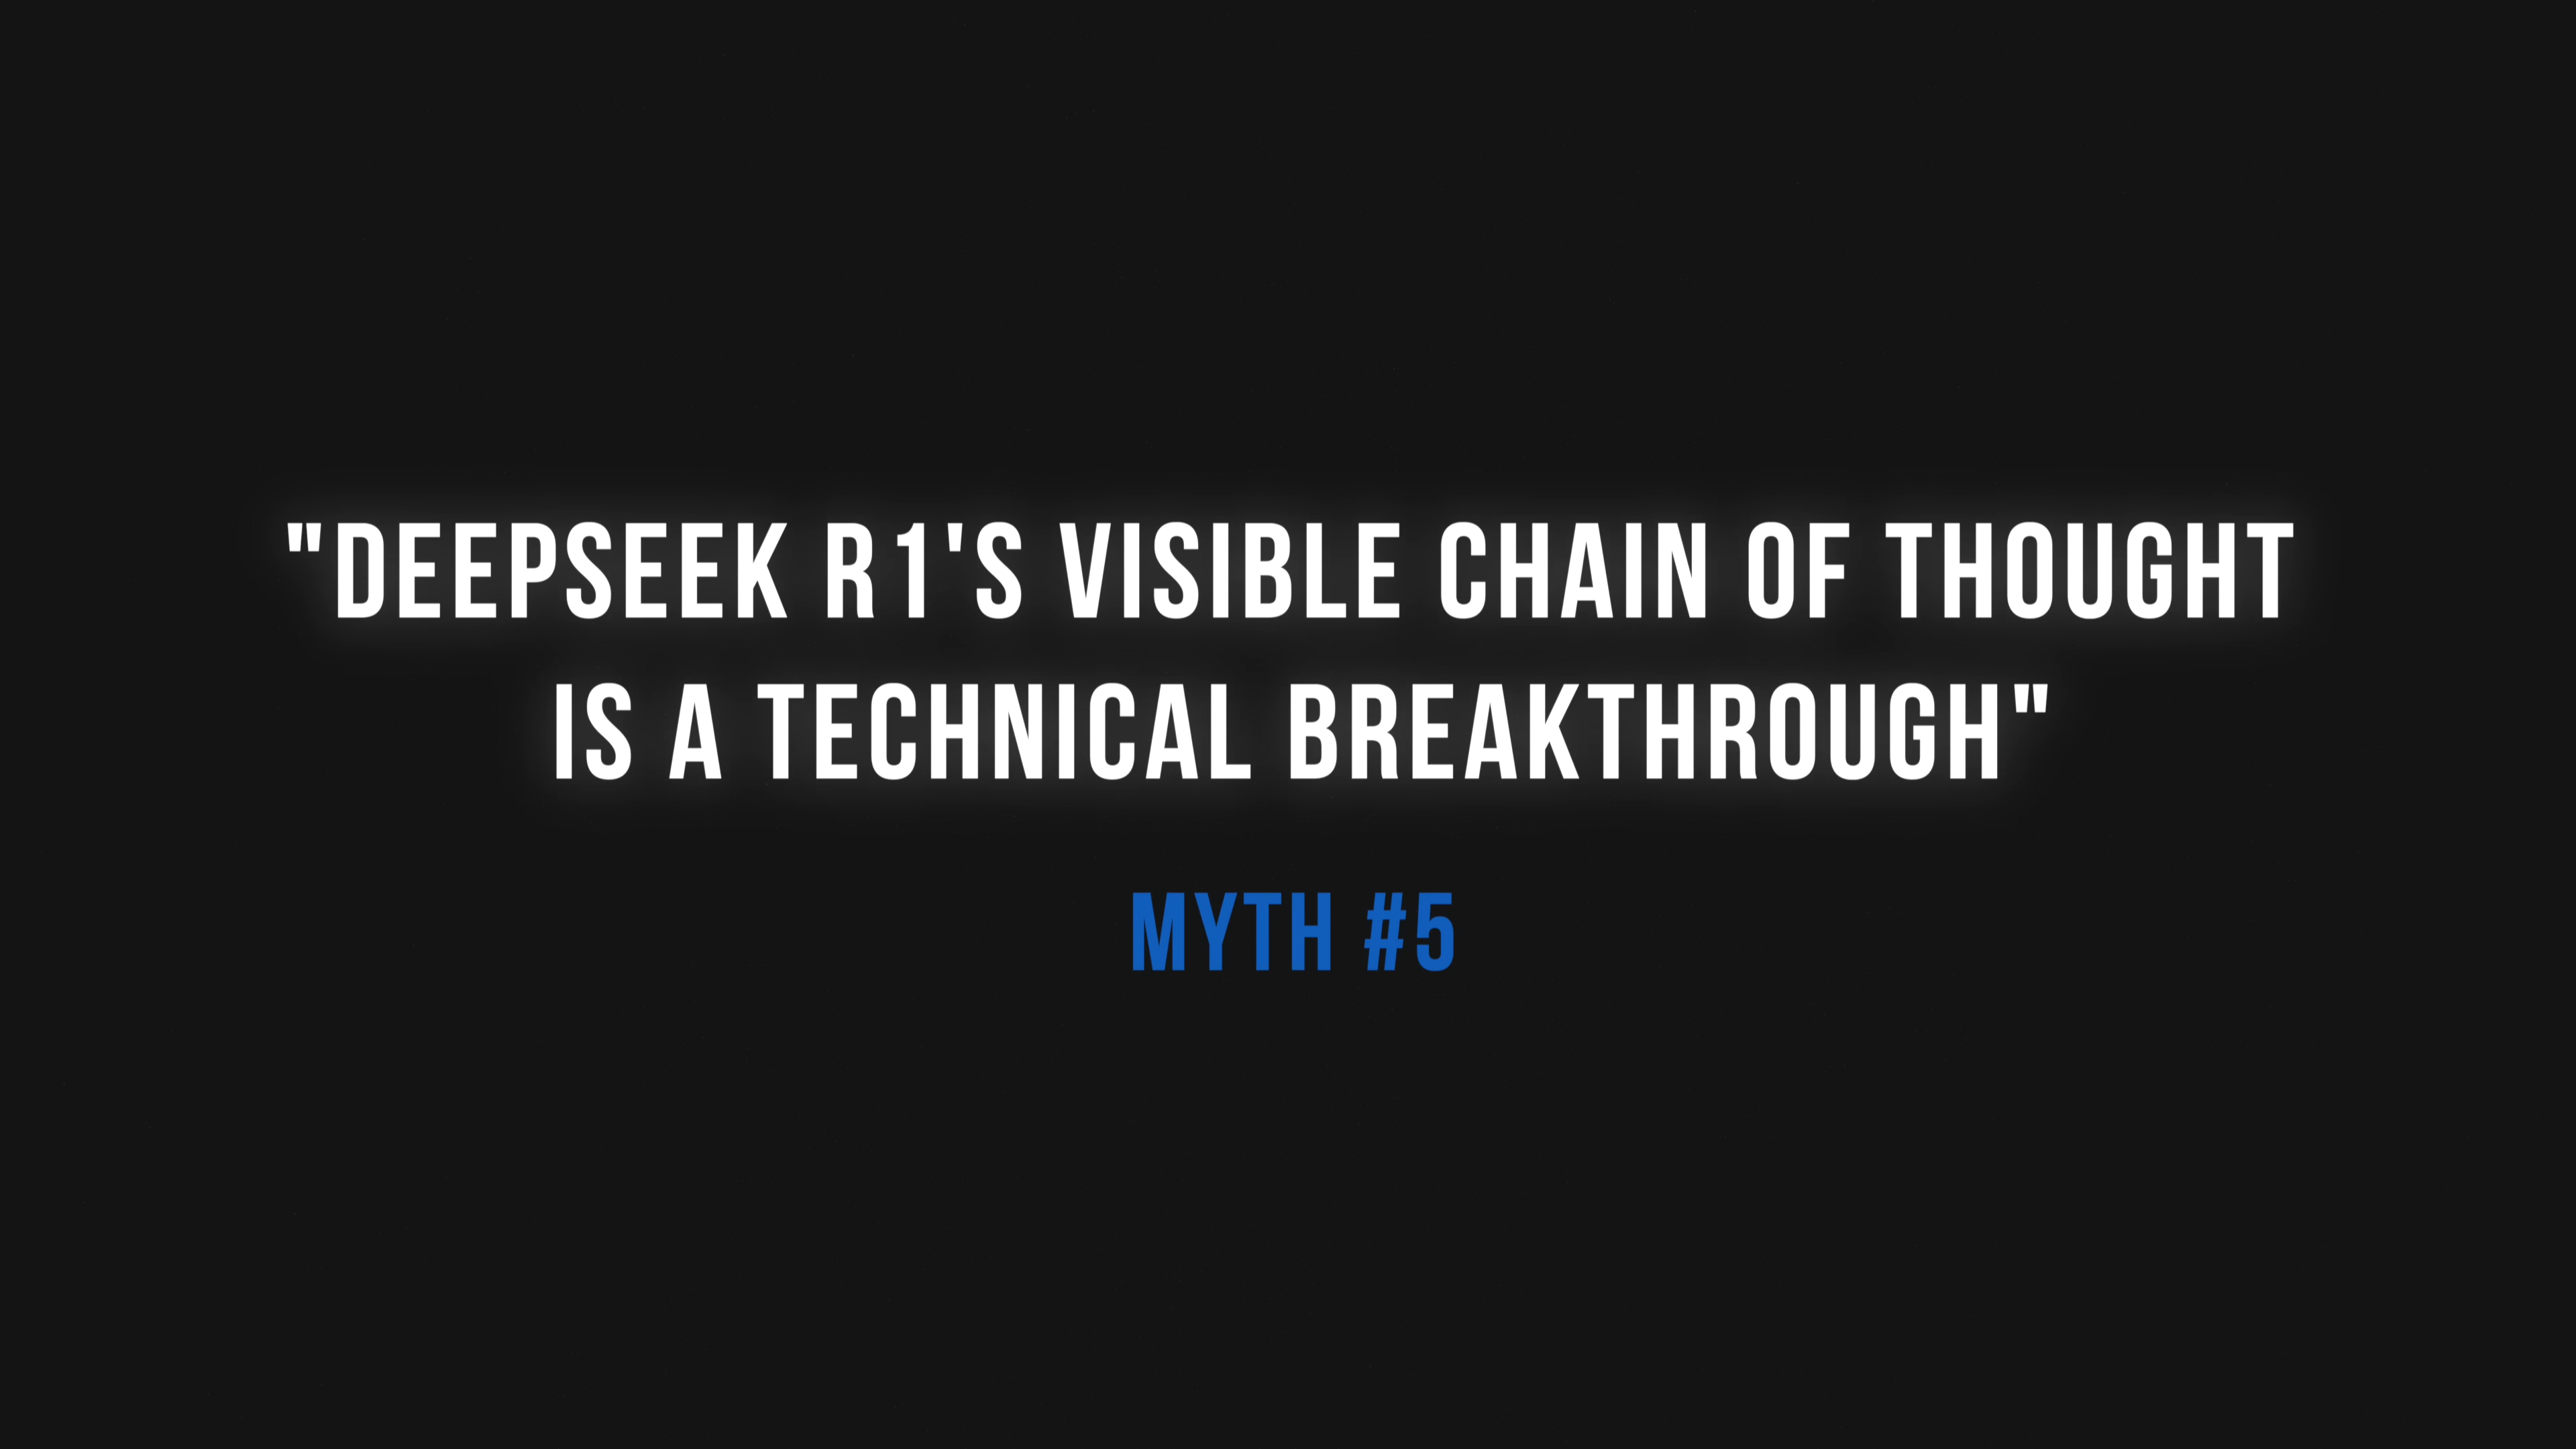 "DEEPSEEK R1'S VISIBLE CHAIN OF THOUGHT
IS A TECHNICAL BREAKTHROUGH"
MYTH #5